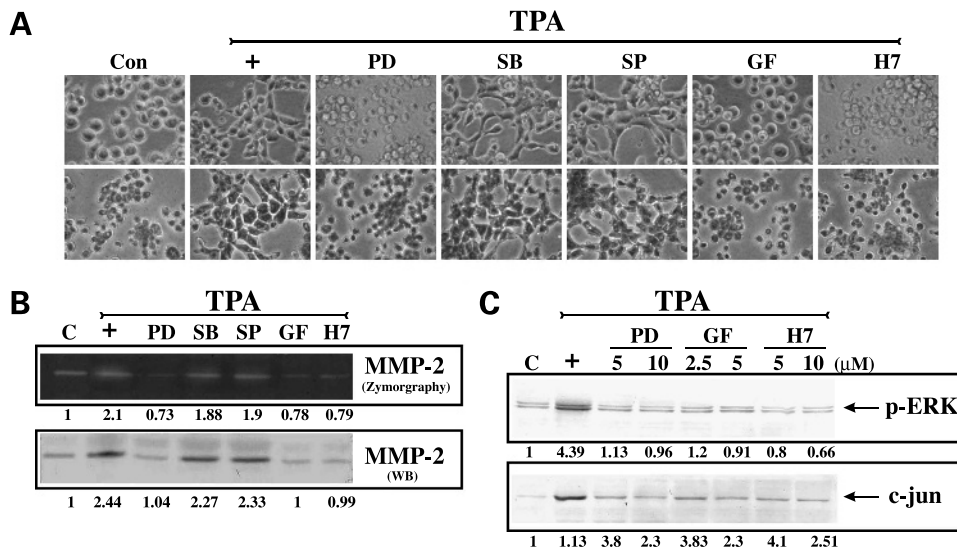 A
TPA
Con + PD SB SP GF H7
B
TPA
C + PD SB SP GF H7
MMP-2
(Zymorgraphy)
1 2.1 0.73 1.88 1.9 0.78 0.79
MMP-2
(WB)
1 2.44 1.04 2.27 2.33 1 0.99
C
TPA
PD GF H7
C + 5 10 2.5 5 5 10 (μM)
p-ERK
1 4.39 1.13 0.96 1.2 0.91 0.8 0.66
c-jun
1 1.13 3.8 2.3 3.83 2.3 4.1 2.51